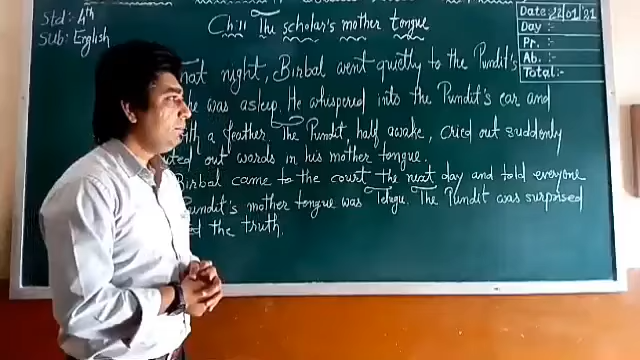 Std:- 4th
Sub: English
Ch:11 The scholar's mother tongue
Date: 22/01/21
Day :-
Pr. :-
Ab. :-
Total:-
That night, Birbal went quietly to the Pundit's
was asleep. He whispered into the Pundit's ear and
with a feather. The Pundit, half awake, cried out suddenly
out words in his mother tongue.
Birbal came to the court the next day and told everyone
Pundit's mother tongue was Telugu. The Pundit was surprised
the truth.